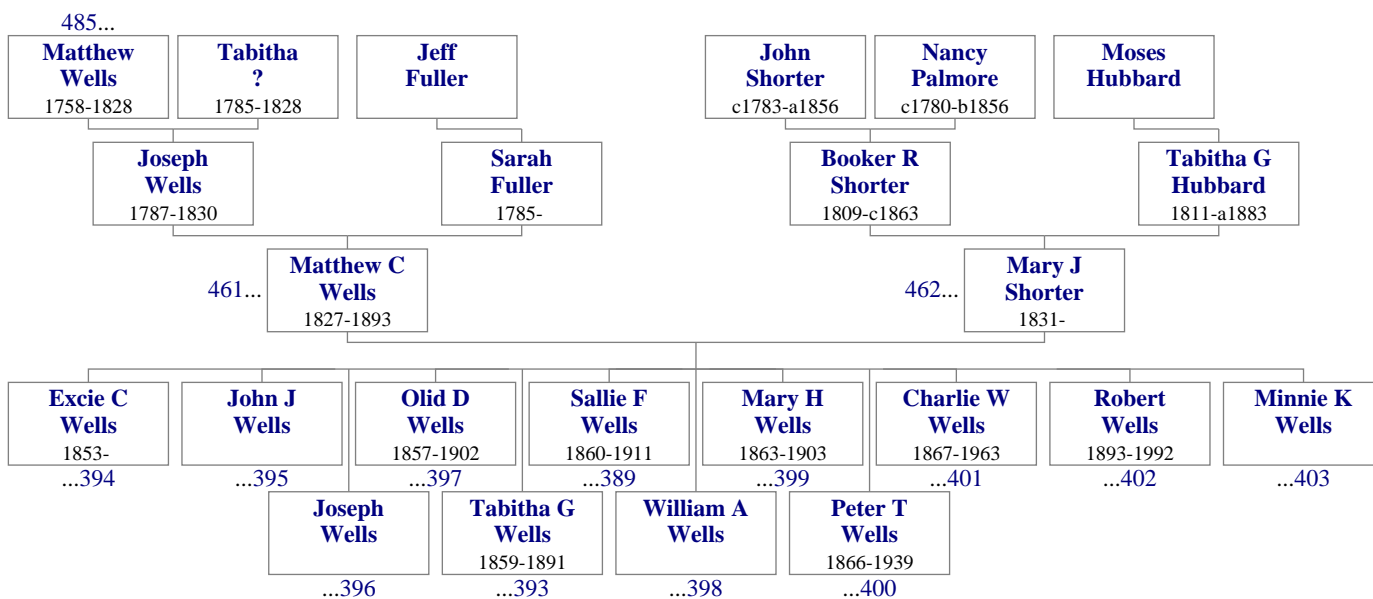 485...
Matthew
Wells
1758-1828
Tabitha
?
1785-1828
Jeff
Fuller
John
Shorter
c1783-a1856
Nancy
Palmore
c1780-b1856
Moses
Hubbard
Joseph
Wells
1787-1830
Sarah
Fuller
1785-
Booker R
Shorter
1809-c1863
Tabitha G
Hubbard
1811-a1883
461...
Matthew C
Wells
1827-1893
462...
Mary J
Shorter
1831-
Excie C
Wells
1853-
...394
John J
Wells
...395
Olid D
Wells
1857-1902
...397
Sallie F
Wells
1860-1911
...389
Mary H
Wells
1863-1903
...399
Charlie W
Wells
1867-1963
...401
Robert
Wells
1893-1992
...402
Minnie K
Wells
...403
Joseph
Wells
...396
Tabitha G
Wells
1859-1891
...393
William A
Wells
...398
Peter T
Wells
1866-1939
...400